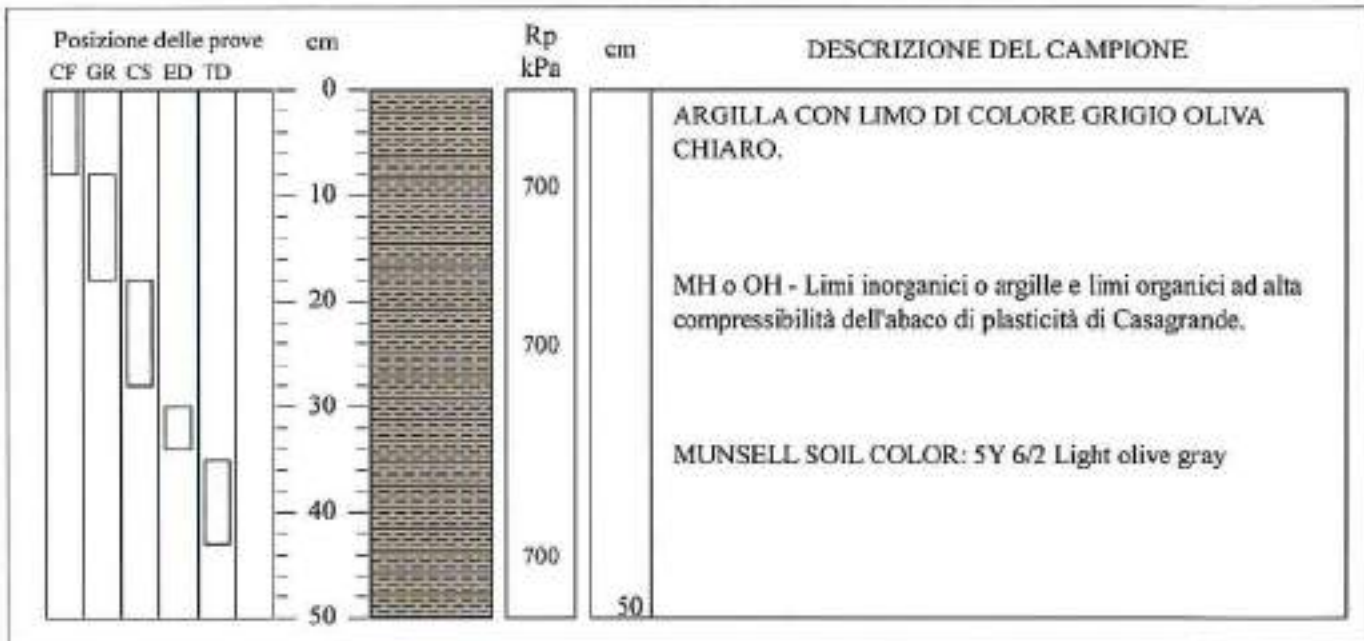 Posizione delle prove
CF GR CS ED TD
cm
Rp
kPa
cm
DESCRIZIONE DEL CAMPIONE
0
10
20
30
40
50
700
700
700
50
ARGILLA CON LIMO DI COLORE GRIGIO OLIVA
CHIARO.
MH o OH - Limi inorganici o argille e limi organici ad alta
compressibilità dell'abaco di plasticità di Casagrande.
MUNSELL SOIL COLOR: 5Y 6/2 Light olive gray